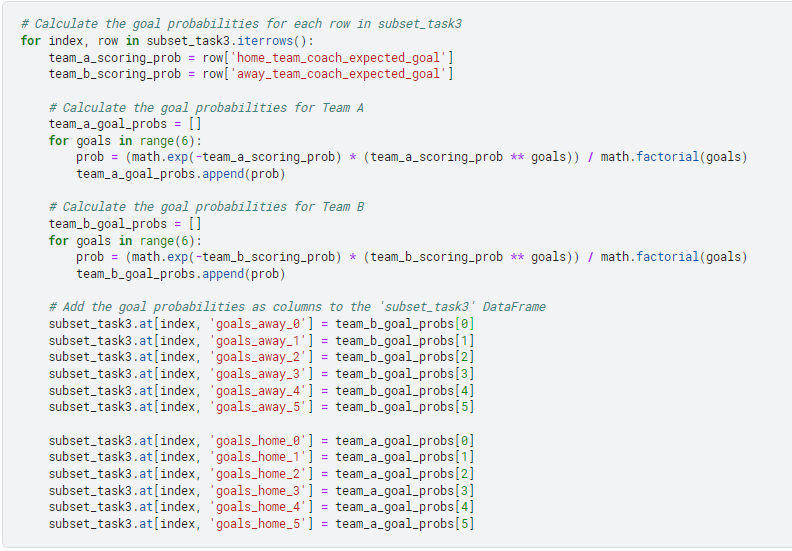 # Calculate the goal probabilities for each row in subset_task3
for index, row in subset_task3.iterrows():
    team_a_scoring_prob = row['home_team_coach_expected_goal']
    team_b_scoring_prob = row['away_team_coach_expected_goal']

    # Calculate the goal probabilities for Team A
    team_a_goal_probs = []
    for goals in range(6):
        prob = (math.exp(-team_a_scoring_prob) * (team_a_scoring_prob ** goals)) / math.factorial(goals)
        team_a_goal_probs.append(prob)

    # Calculate the goal probabilities for Team B
    team_b_goal_probs = []
    for goals in range(6):
        prob = (math.exp(-team_b_scoring_prob) * (team_b_scoring_prob ** goals)) / math.factorial(goals)
        team_b_goal_probs.append(prob)

    # Add the goal probabilities as columns to the 'subset_task3' DataFrame
    subset_task3.at[index, 'goals_away_0'] = team_b_goal_probs[0]
    subset_task3.at[index, 'goals_away_1'] = team_b_goal_probs[1]
    subset_task3.at[index, 'goals_away_2'] = team_b_goal_probs[2]
    subset_task3.at[index, 'goals_away_3'] = team_b_goal_probs[3]
    subset_task3.at[index, 'goals_away_4'] = team_b_goal_probs[4]
    subset_task3.at[index, 'goals_away_5'] = team_b_goal_probs[5]

    subset_task3.at[index, 'goals_home_0'] = team_a_goal_probs[0]
    subset_task3.at[index, 'goals_home_1'] = team_a_goal_probs[1]
    subset_task3.at[index, 'goals_home_2'] = team_a_goal_probs[2]
    subset_task3.at[index, 'goals_home_3'] = team_a_goal_probs[3]
    subset_task3.at[index, 'goals_home_4'] = team_a_goal_probs[4]
    subset_task3.at[index, 'goals_home_5'] = team_a_goal_probs[5]